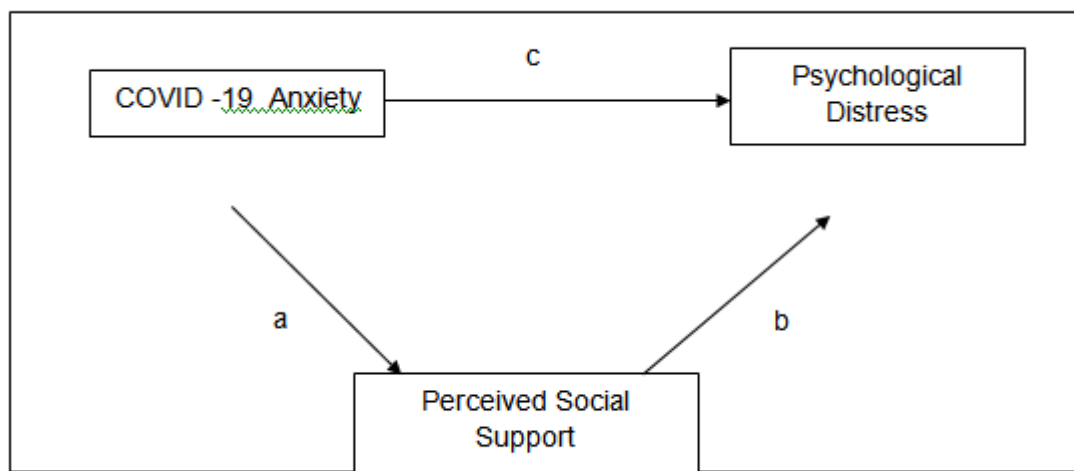 c
COVID -19 Anxiety
Psychological
Distress
a
b
Perceived Social
Support